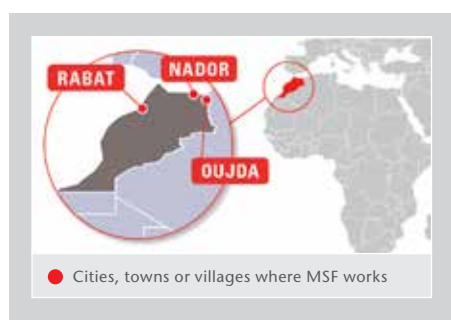 NADOR
RABAT
OUJDA
Cities, towns or villages where MSF works